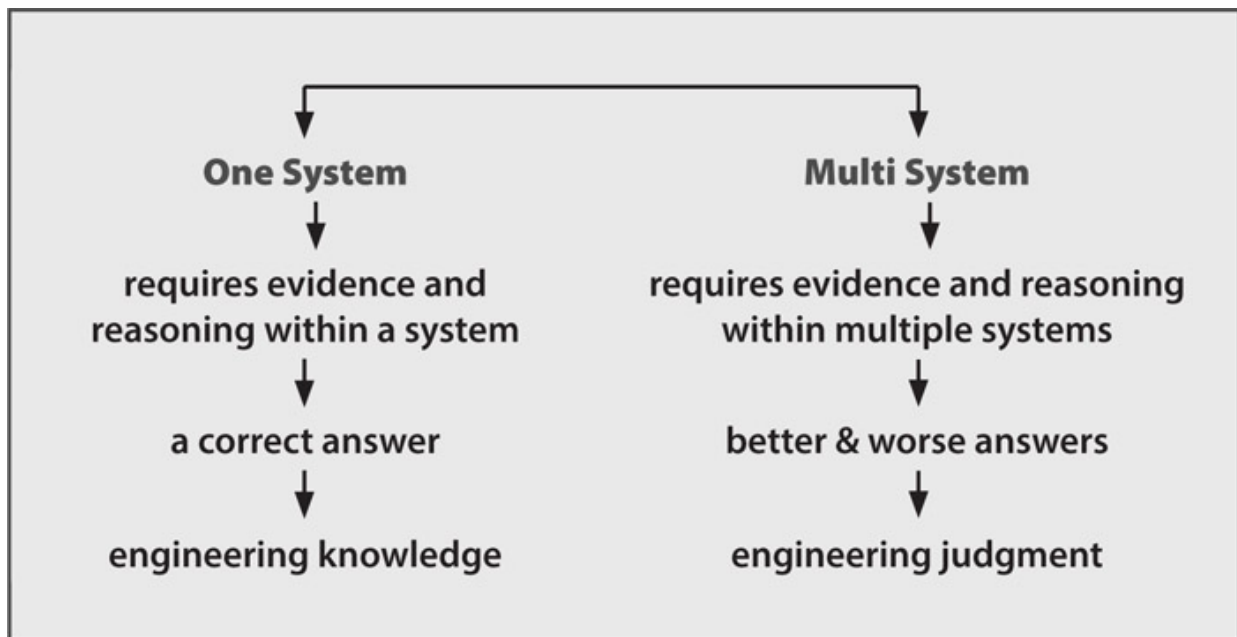 One System
requires evidence and
reasoning within a system
a correct answer
engineering knowledge
Multi System
requires evidence and reasoning
within multiple systems
better & worse answers
engineering judgment